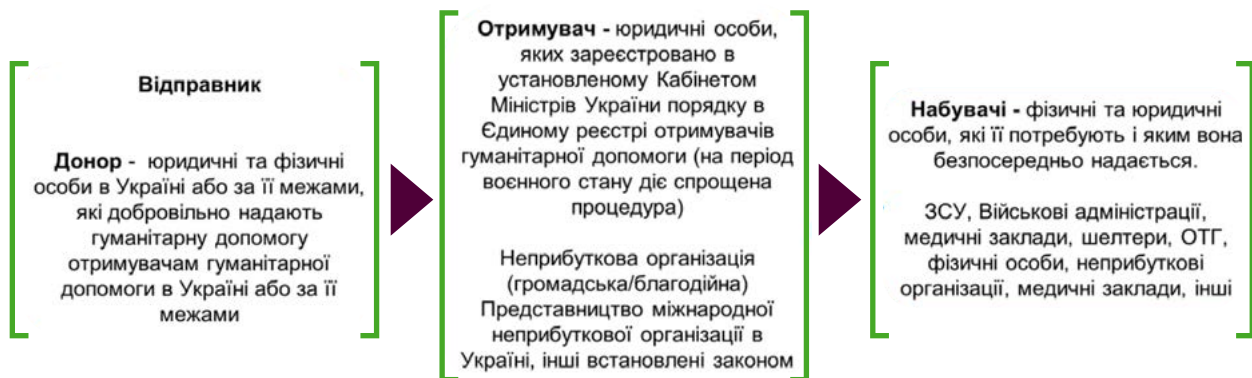 Відправник
Донор - юридичні та фізичні
особи в Україні або за її межами,
які добровільно надають
гуманітарну допомогу
отримувачам гуманітарної
допомоги в Україні або за її
межами
Отримувач - юридичні особи,
яких зареєстровано в
установленому Кабінетом
Міністрів України порядку в
Єдиному реєстрі отримувачів
гуманітарної допомоги (на період
воєнного стану діє спрощена
процедура)
Неприбуткова організація
(громадська/благодійна)
Представництво міжнародної
неприбуткової організації в
Україні, інші встановлені законом
Набувачі - фізичні та юридичні
особи, які її потребують і яким вона
безпосередньо надається.
ЗСУ, Військові адміністрації,
медичні заклади, шелтери, ОТГ,
фізичні особи, неприбуткові
організації, медичні заклади, інші